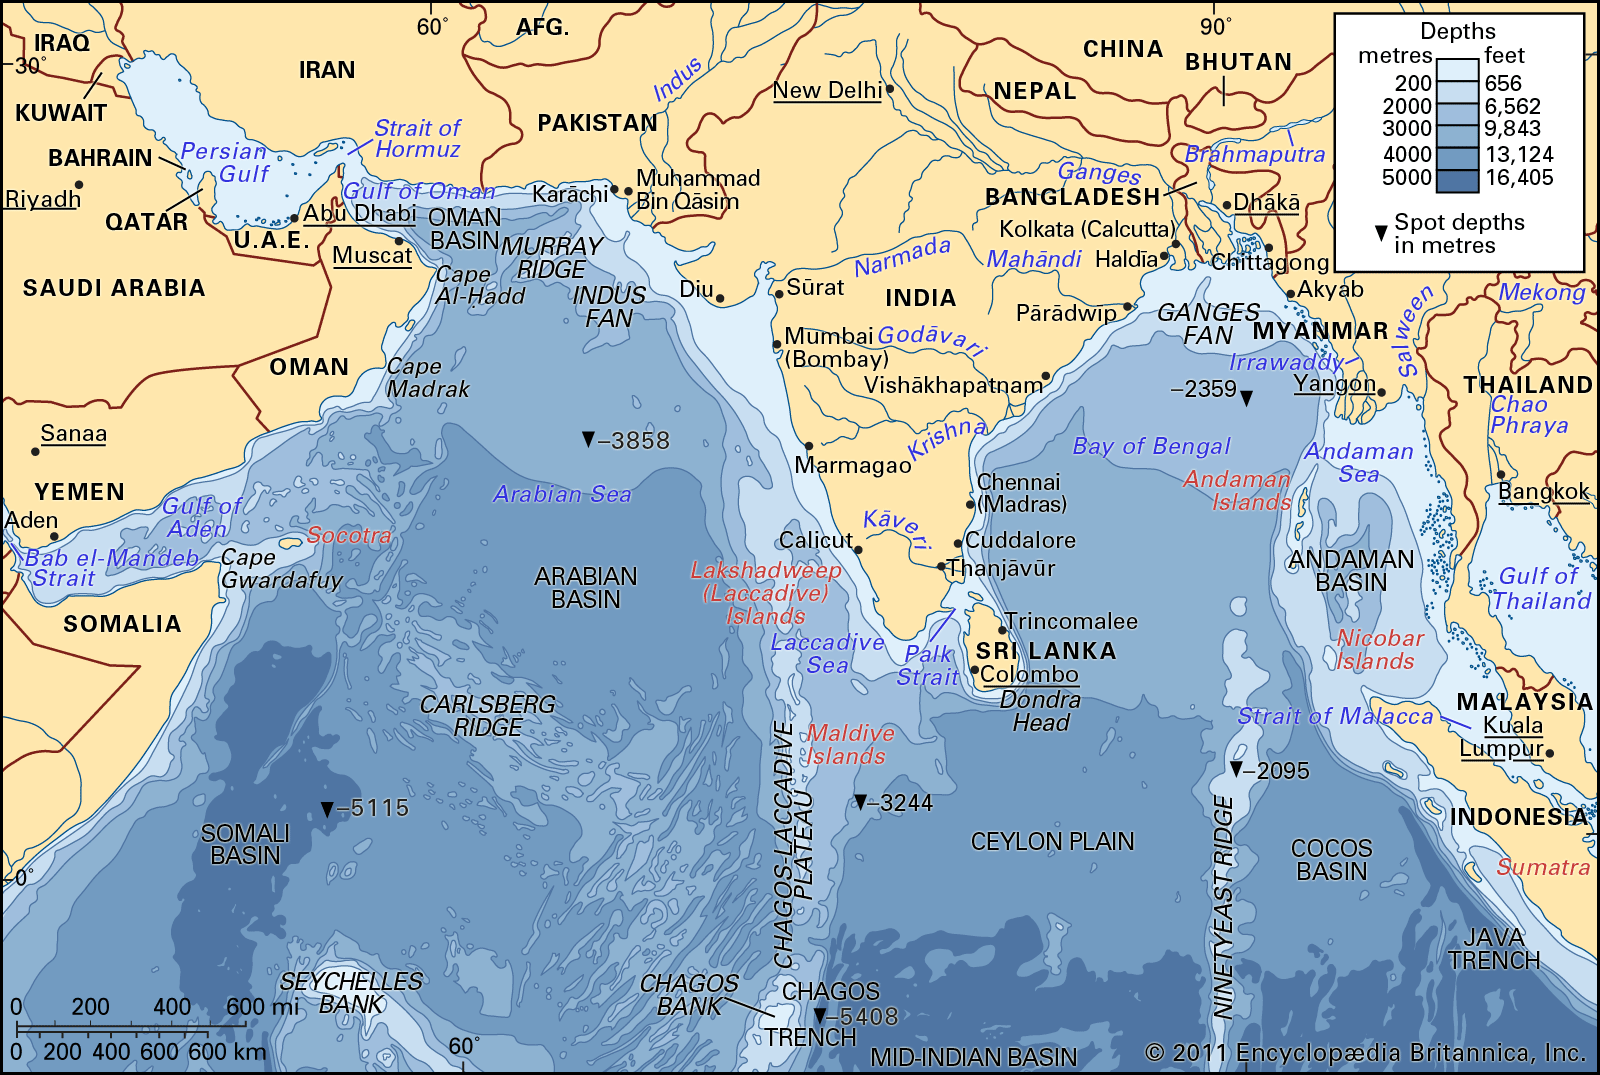 60°
AFG.
90°
IRAQ
30°
IRAN
KUWAIT
BAHRAIN
Persian
Gulf
Strait of
Hormuz
Riyadh
QATAR
U.A.E.
Abu Dhabi
Gulf of Oman
OMAN
BASIN
Muscat
SAUDI ARABIA
OMAN
PAKISTAN
Indus
Karāchi
Muhammad
Bin Qāsim
MURRAY
RIDGE
Cape
Al-Hadd
INDUS
FAN
Cape
Madrak
New Delhi
CHINA
NEPAL
BHUTAN
Brahmaputra
Ganges
BANGLADESH
Dhākā
Kolkata (Calcutta)
Haldīa
Chittagong
Narmada
Mahāndi
Diu
Sūrat
INDIA
Pārādwip
Akyab
Mumbai
(Bombay)
Godāvari
GANGES
FAN
MYANMAR
Salween
Mekong
Irrawaddy
Yangon
Vishākhapatnam
–2359
THAILAND
Chao
Phraya
Bangkok
Depths
metres feet
200 656
2000 6,562
3000 9,843
4000 13,124
5000 16,405
Spot depths
in metres
Sanaa
YEMEN
Aden
Gulf of
Aden
Bab el-Mandeb
Strait
Socotra
Cape
Gwardafuy
SOMALIA
–3858
Arabian Sea
ARABIAN
BASIN
Marmagao
Krishna
Bay of Bengal
Andaman
Sea
Andaman
Islands
Chennai
(Madras)
Kāveri
Calicut
Cuddalore
Thanjāvūr
ANDAMAN
BASIN
Gulf of
Thailand
Lakshadweep
(Laccadive)
Islands
Laccadive
Sea
Palk
Strait
Trincomalee
SRI LANKA
Colombo
Dondra
Head
Nicobar
Islands
MALAYSIA
Strait of Malacca
Kuala
Lumpur
CARLSBERG
RIDGE
Maldive
Islands
CHAGOS-LACCADIVE
PLATEAU
–5115
SOMALI
BASIN
–3244
–2095
CEYLON PLAIN
NINETYEAST RIDGE
COCOS
BASIN
INDONESIA
Sumatra
0°
JAVA
TRENCH
SEYCHELLES
BANK
CHAGOS
BANK
CHAGOS
TRENCH
–5408
MID-INDIAN BASIN
0 200 400 600 mi
0 200 400 600 600 km
60°
© 2011 Encyclopædia Britannica, Inc.